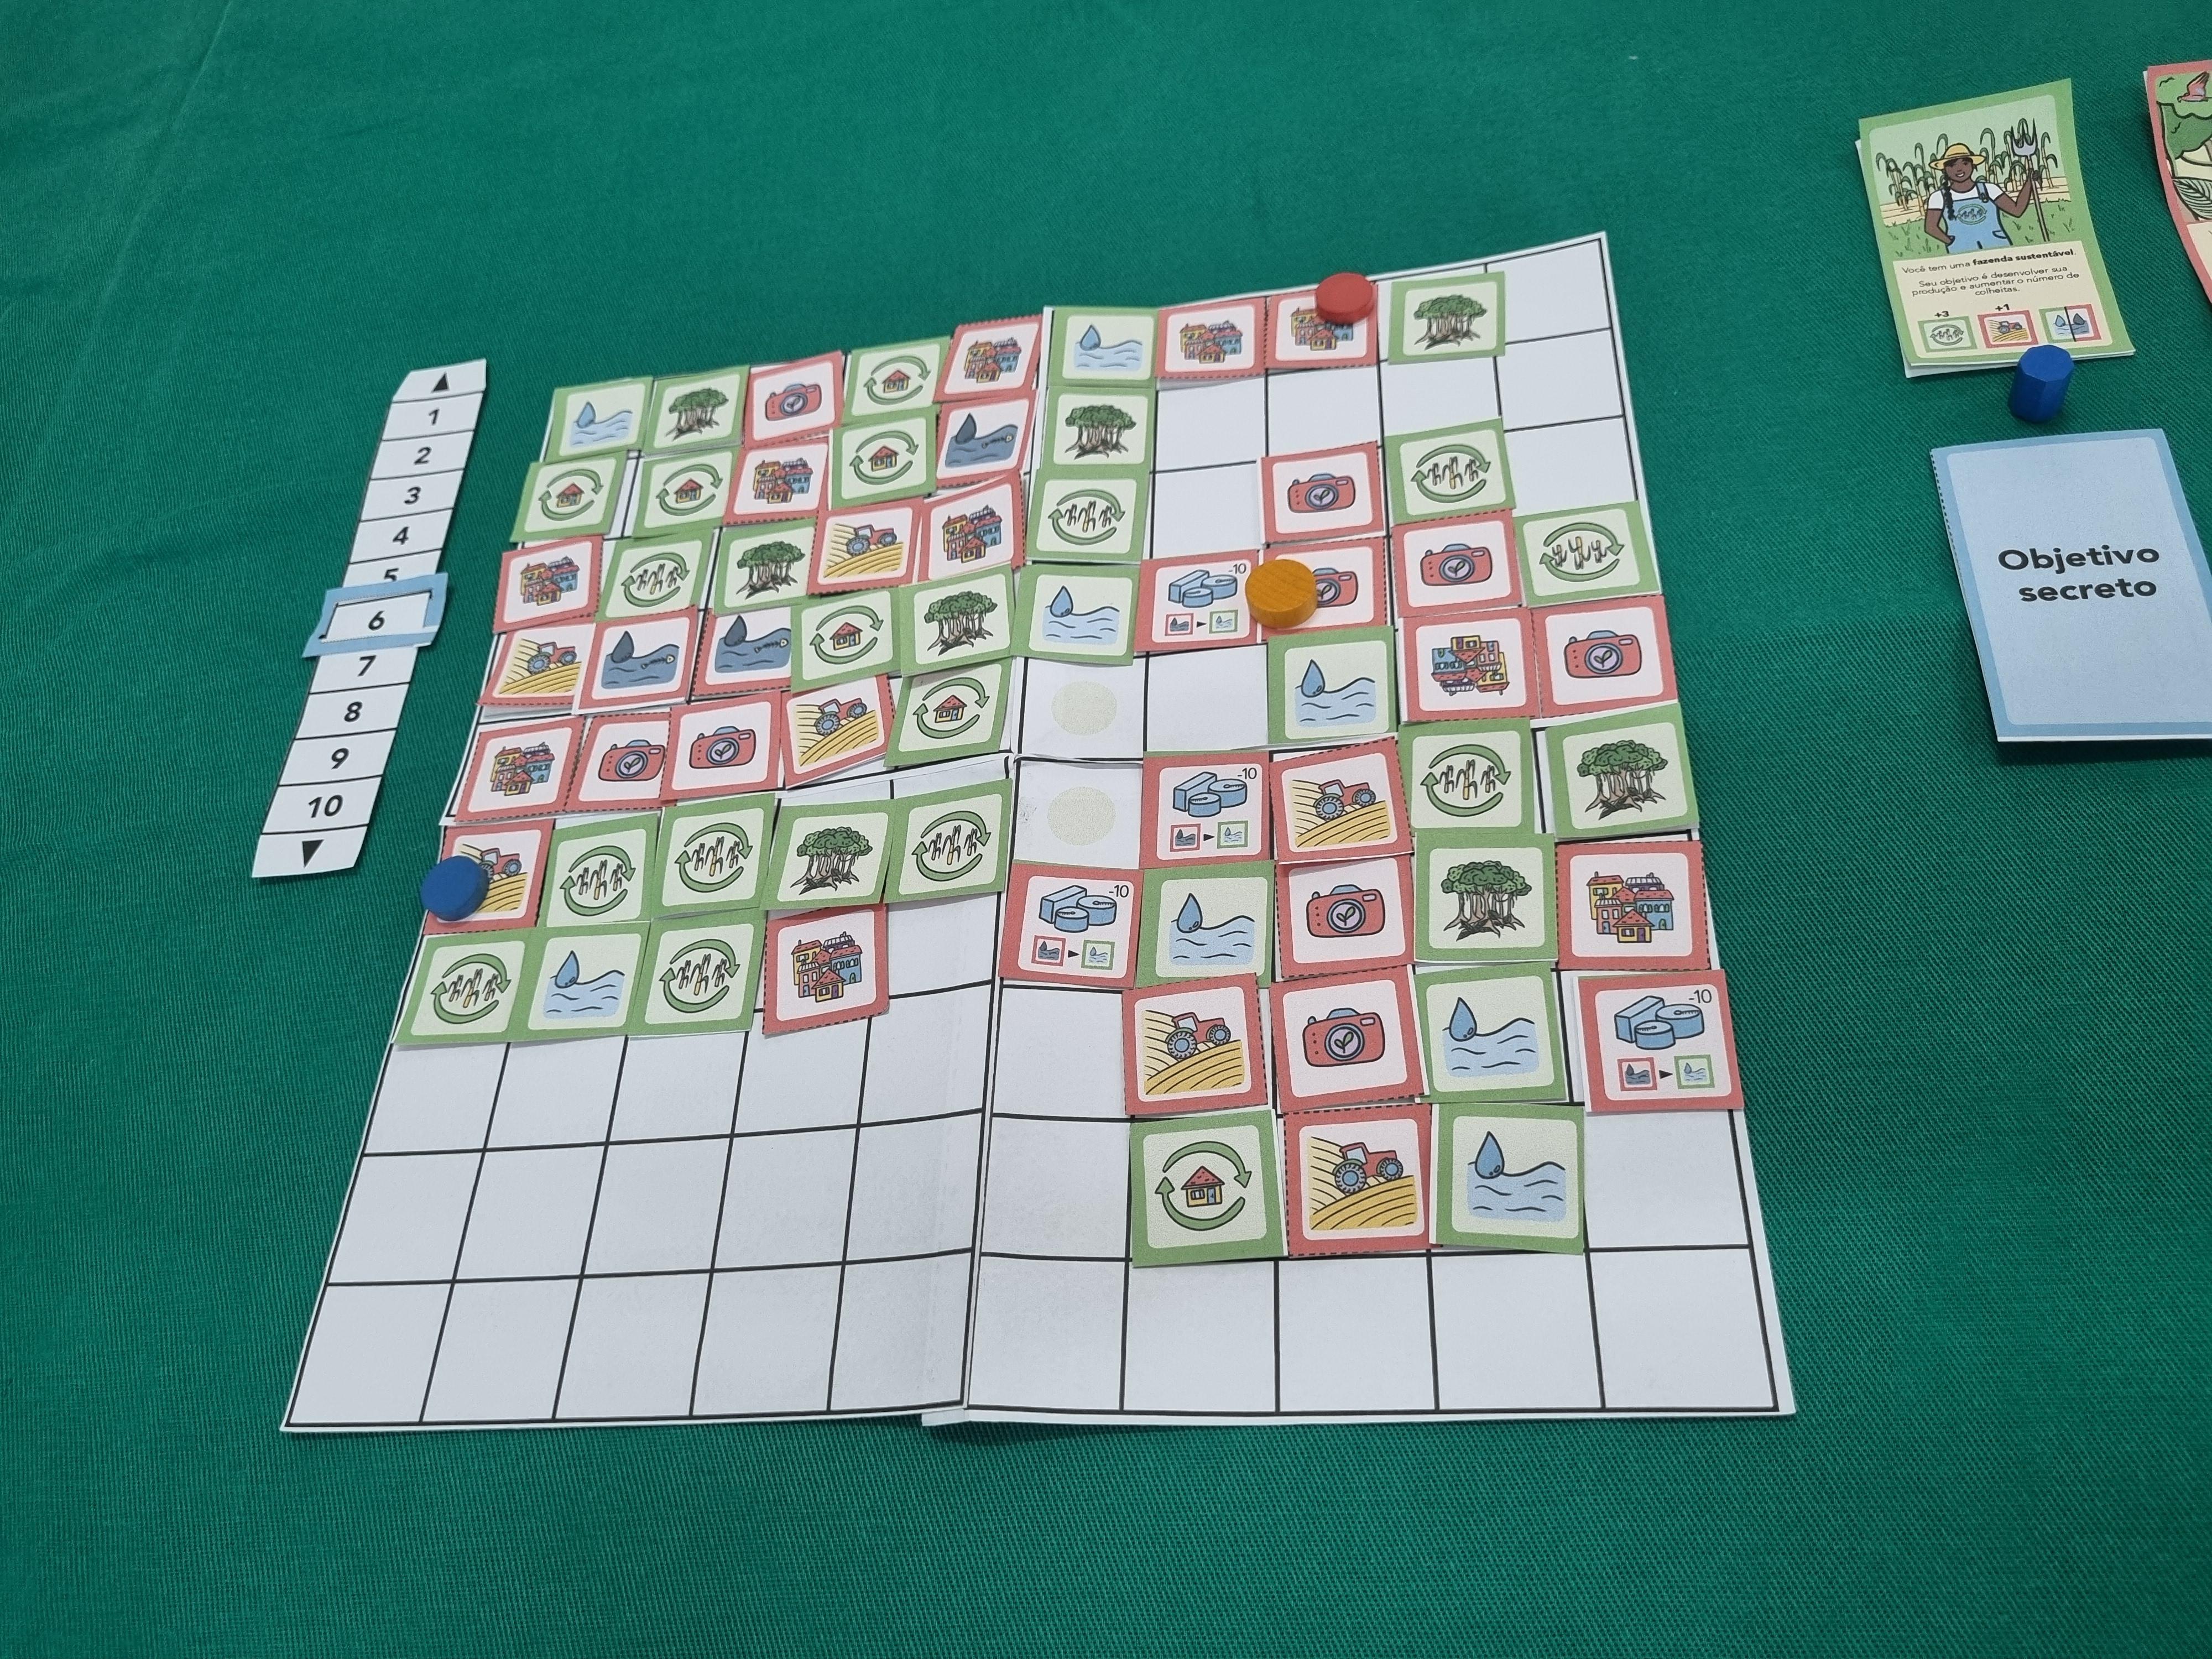 1
2
3
4
5
6
7
8
9
10
-10
-10
-10
-10
Você tem uma fazenda sustentável.
Seu objetivo é desenvolver sua
produção e aumentar o número de
colheitas.
+3
+1
Objetivo
secreto